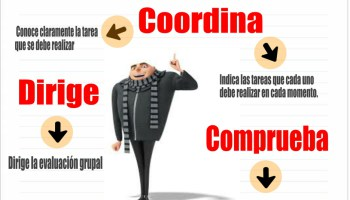 Coordina
Conoce claramente la tarea
que se debe realizar
Indica las tareas que cada uno
debe realizar en cada momento.
Dirige
Dirige la evaluación grupal
Comprueba